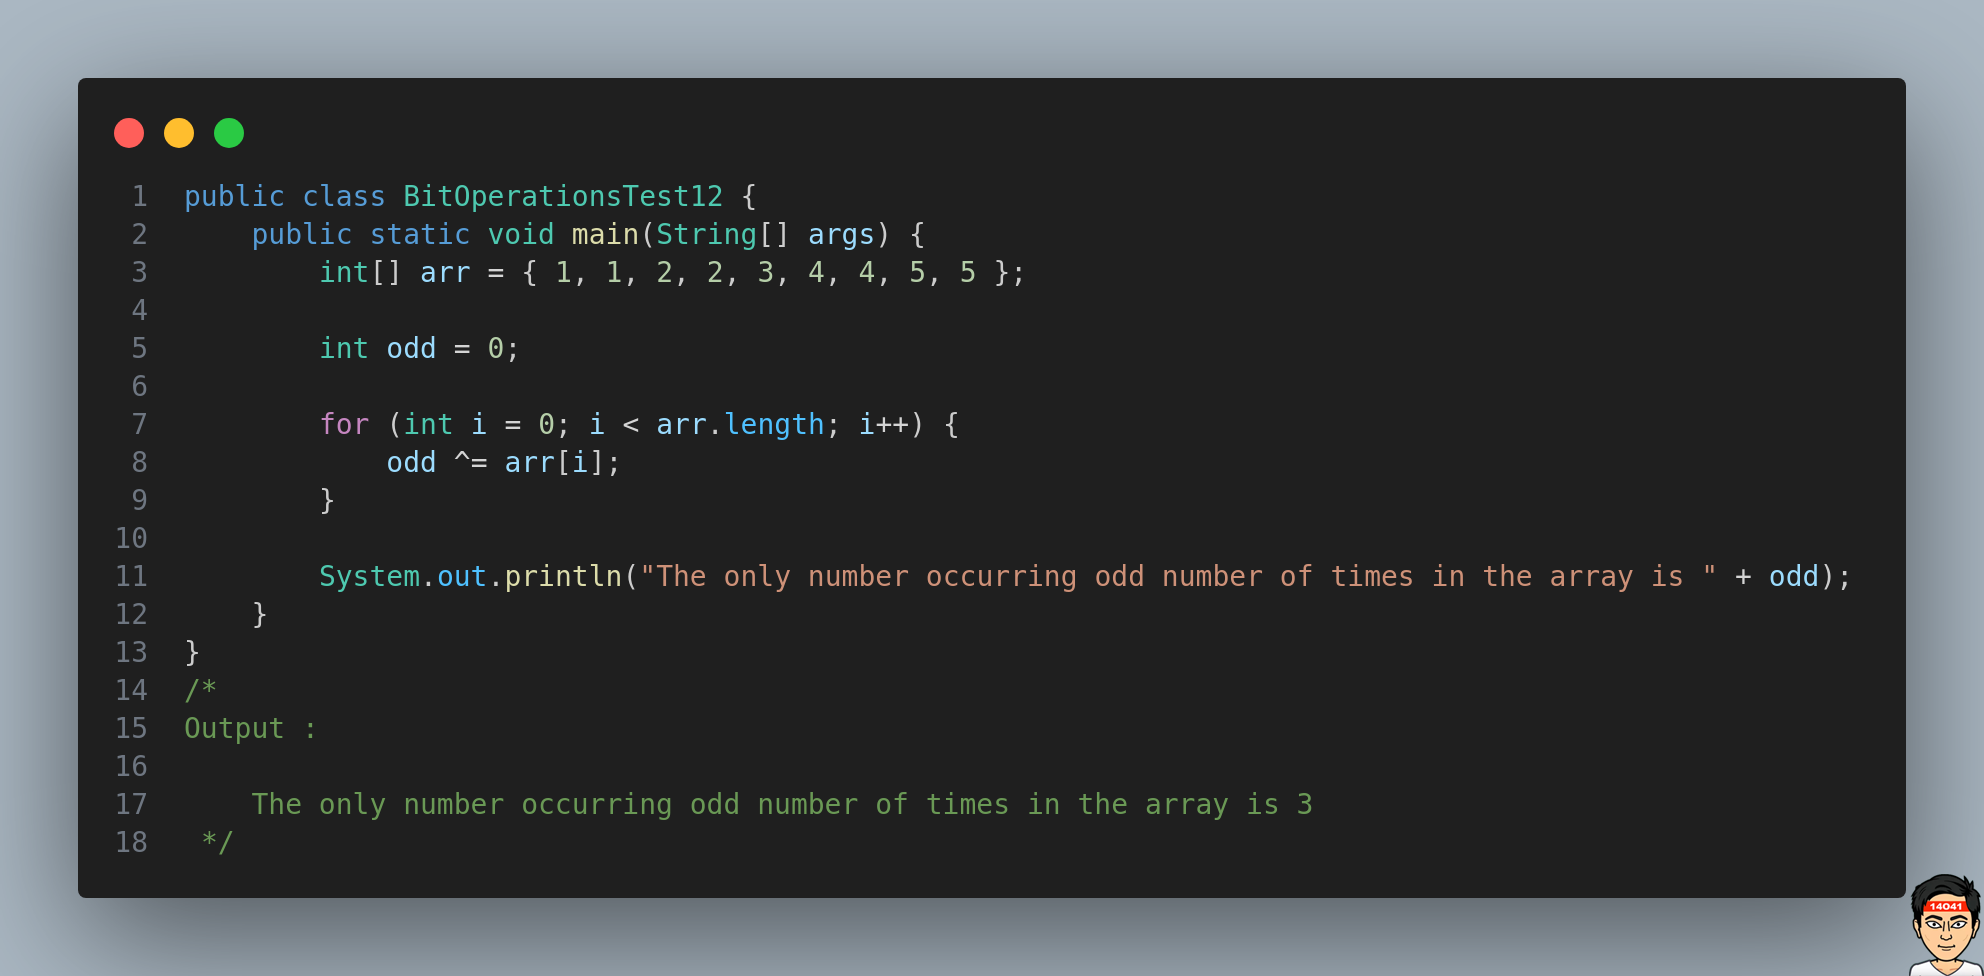 1 public class BitOperationsTest12 {
2     public static void main(String[] args) {
3         int[] arr = { 1, 1, 2, 2, 3, 4, 4, 5, 5 };
4
5         int odd = 0;
6
7         for (int i = 0; i < arr.length; i++) {
8             odd ^= arr[i];
9         }
10
11         System.out.println("The only number occurring odd number of times in the array is " + odd);
12     }
13 }
14 /*
15 Output :
16
17     The only number occurring odd number of times in the array is 3
18  */
14041